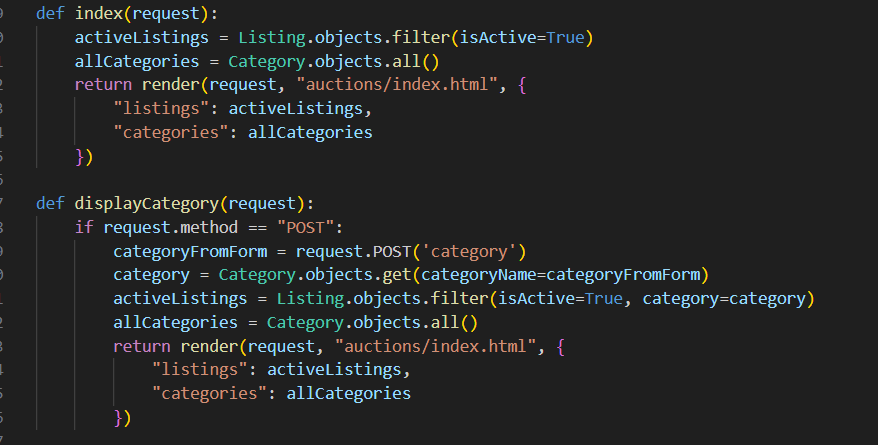 def index(request):
    activeListings = Listing.objects.filter(isActive=True)
    allCategories = Category.objects.all()
    return render(request, "auctions/index.html", {
        "listings": activeListings,
        "categories": allCategories
    })

def displayCategory(request):
    if request.method == "POST":
        categoryFromForm = request.POST('category')
        category = Category.objects.get(categoryName=categoryFromForm)
        activeListings = Listing.objects.filter(isActive=True, category=category)
        allCategories = Category.objects.all()
        return render(request, "auctions/index.html", {
            "listings": activeListings,
            "categories": allCategories
        })